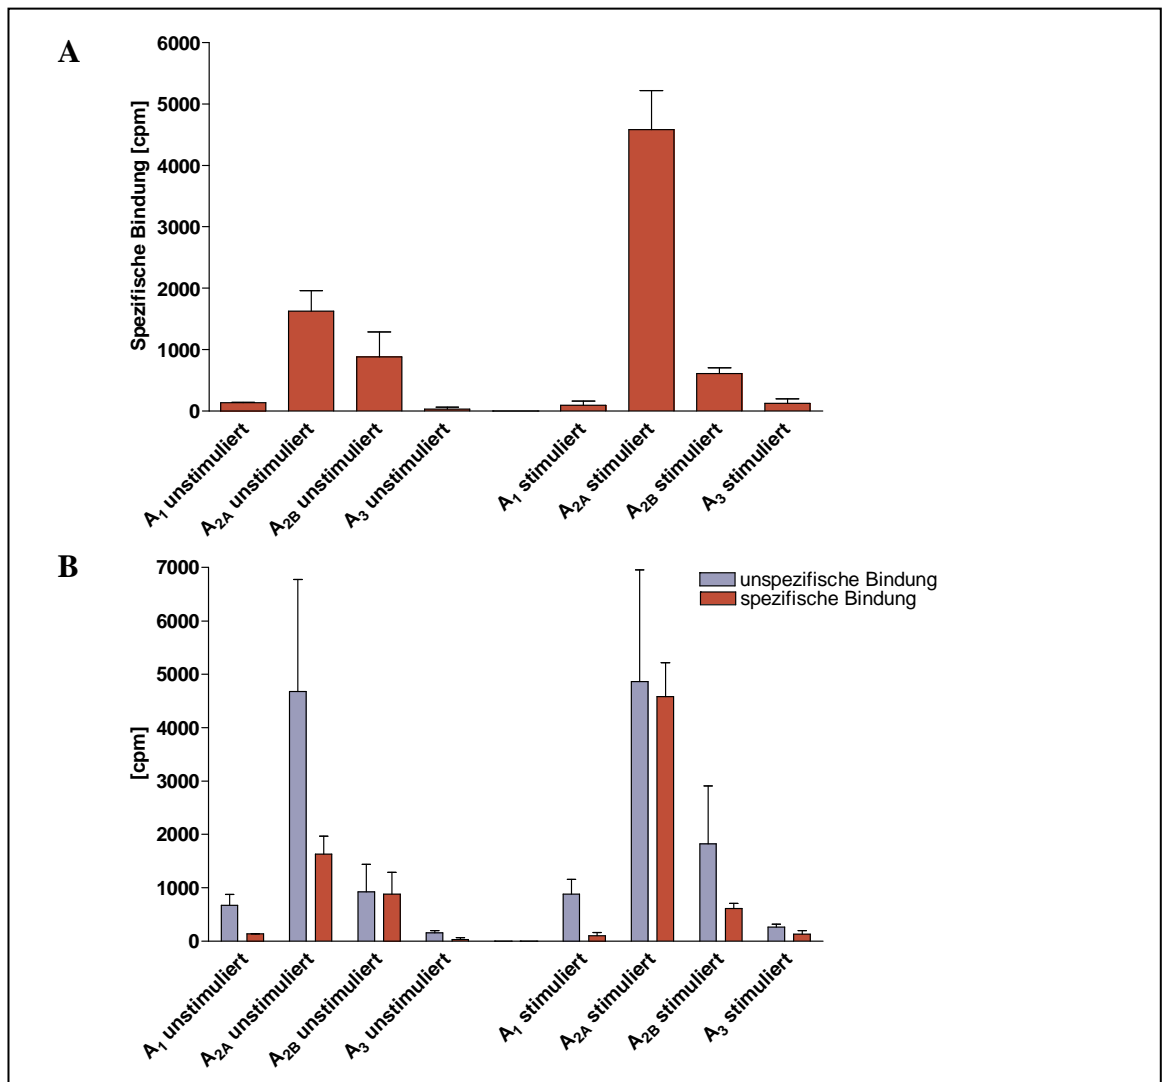 A
Spezifische Bindung [cpm]
6000
5000
4000
3000
2000
1000
0
A1 unstimuliert
A2A unstimuliert
A2B unstimuliert
A3 unstimuliert
A1 stimuliert
A2A stimuliert
A2B stimuliert
A3 stimuliert
B
[cpm]
7000
6000
5000
4000
3000
2000
1000
0
unspezifische Bindung
spezifische Bindung
A1 unstimuliert
A2A unstimuliert
A2B unstimuliert
A3 unstimuliert
A1 stimuliert
A2A stimuliert
A2B stimuliert
A3 stimuliert